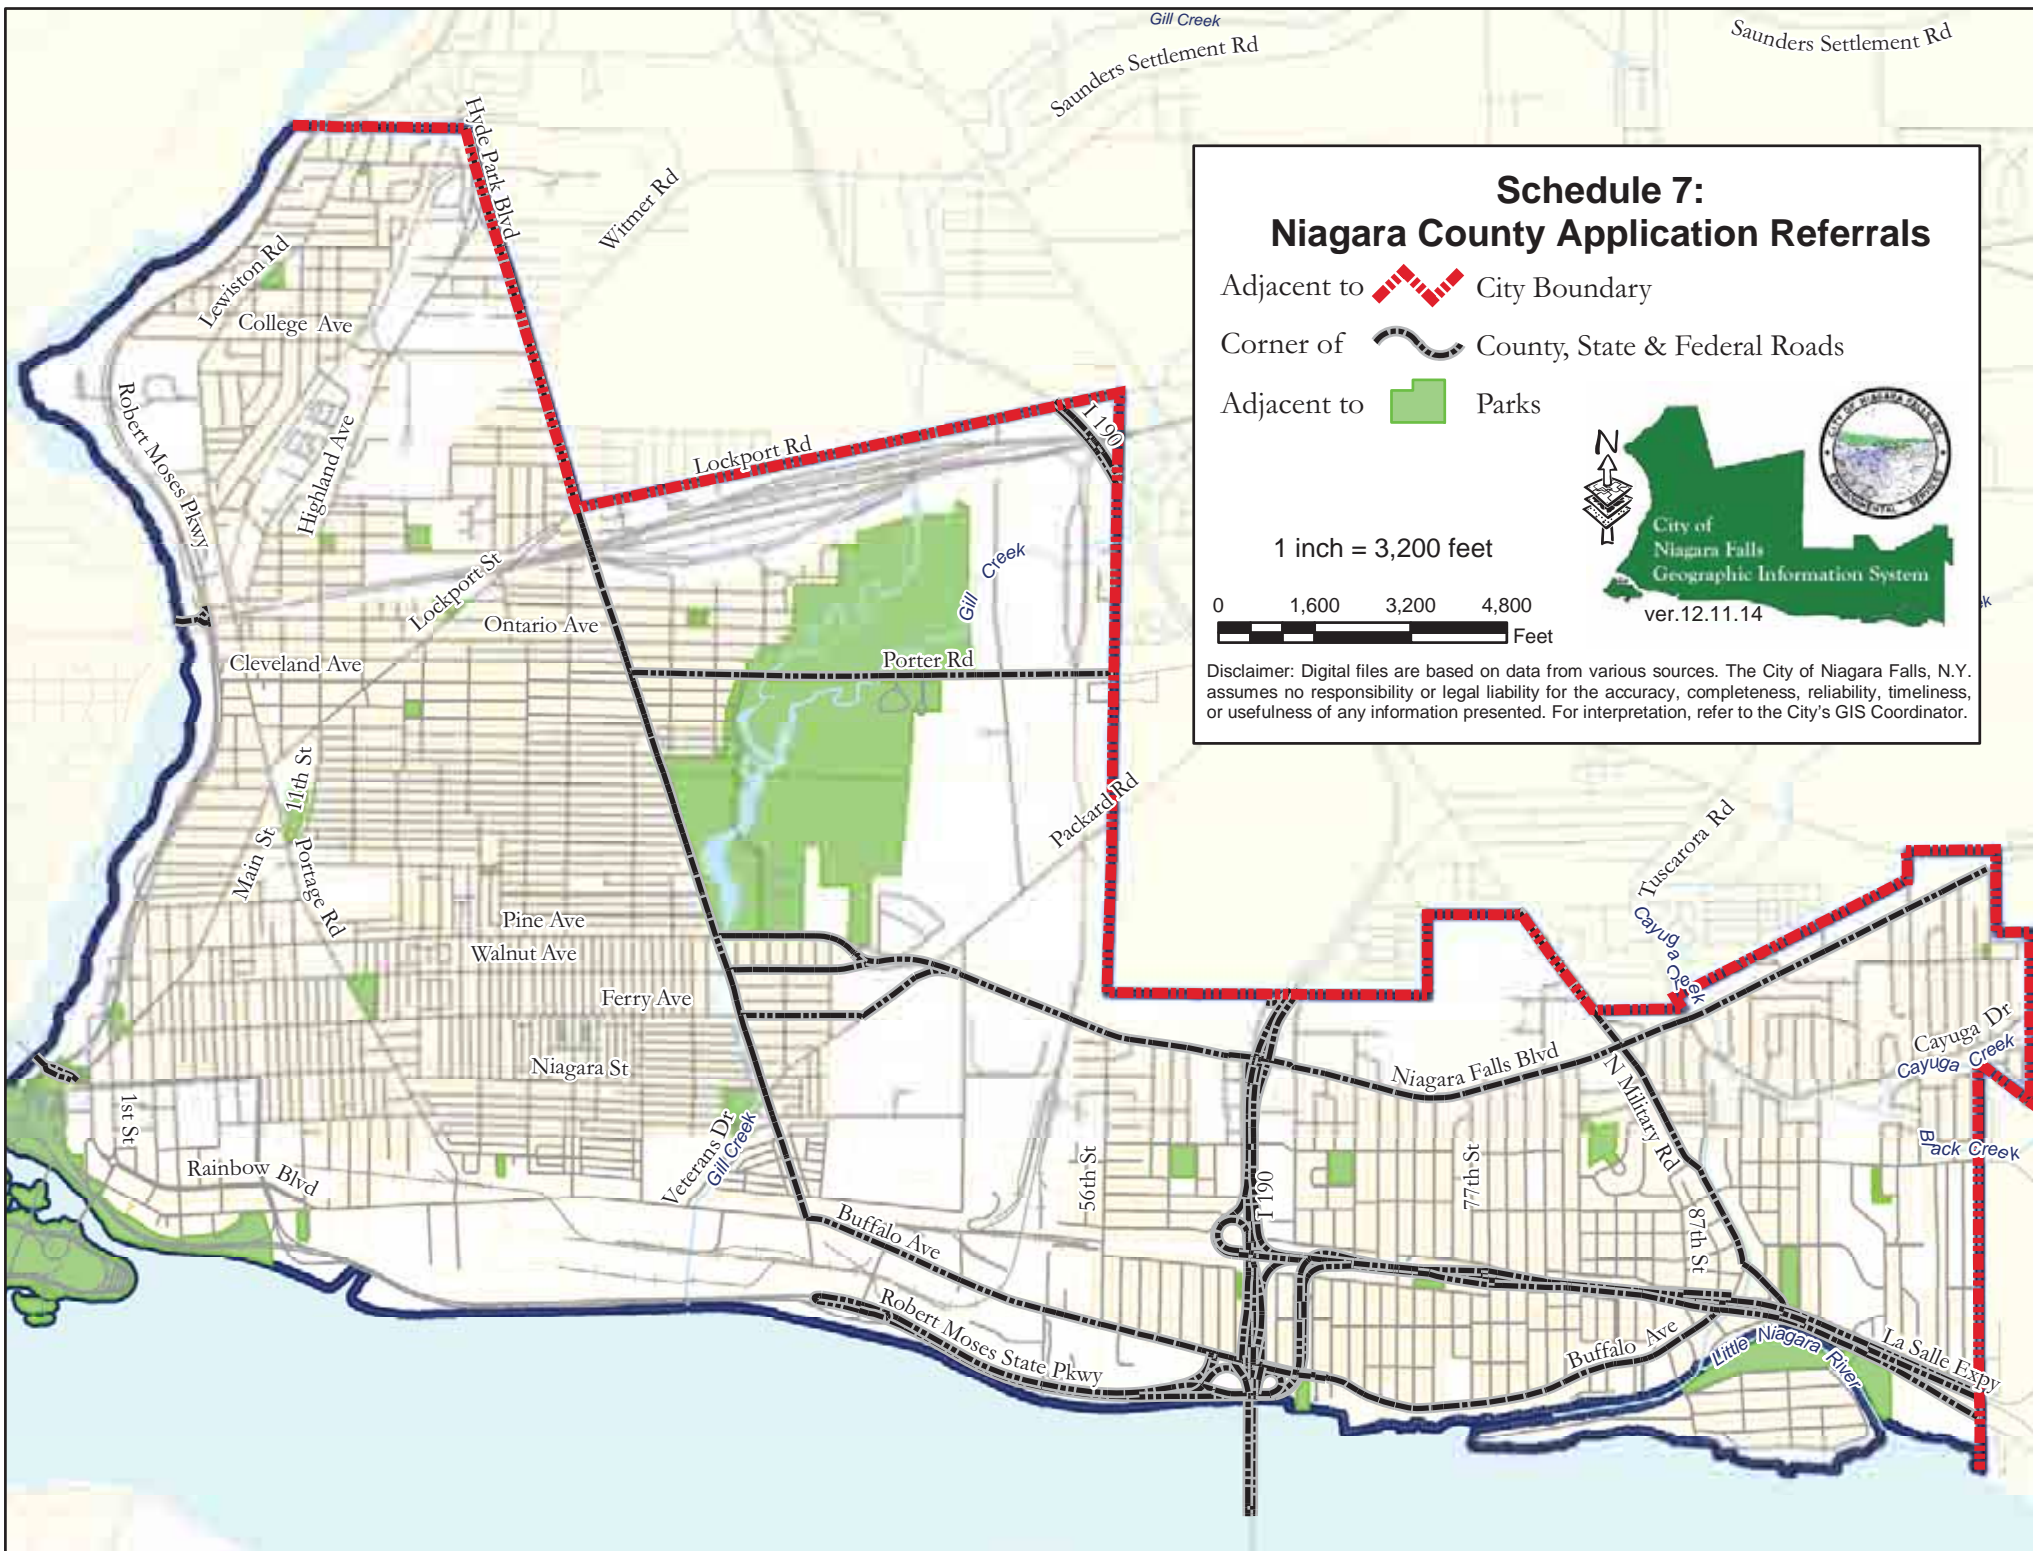 Gill Creek
Saunders Settlement Rd
Saunders Settlement Rd
Hyde Park Blvd
Witmer Rd
Lewiston Rd
College Ave
Robert Moses Pkwy
Highland Ave
Lockport Rd
I 190
Lockport St
Ontario Ave
Gill Creek
Cleveland Ave
Porter Rd
11th St
Main St
Portage Rd
Packard Rd
Pine Ave
Walnut Ave
Ferry Ave
Niagara St
1st St
Rainbow Blvd
Veterans Dr
Gill Creek
Buffalo Ave
Robert Moses State Pkwy
56th St
I 190
77th St
87th St
Niagara Falls Blvd
N Military Rd
Tuscarora Rd
Cayuga Creek
Cayuga Dr
Cayuga Creek
Black Creek
Buffalo Ave
Little Niagara River
La Salle Expy
Schedule 7:
Niagara County Application Referrals
Adjacent to City Boundary
Corner of County, State & Federal Roads
Adjacent to Parks
N
CITY OF NIAGARA FALLS NY
ENVIRONMENTAL SERVICES
City of
Niagara Falls
Geographic Information System
ver.12.11.14
1 inch = 3,200 feet
0 1,600 3,200 4,800
Feet
Disclaimer: Digital files are based on data from various sources. The City of Niagara Falls, N.Y.
assumes no responsibility or legal liability for the accuracy, completeness, reliability, timeliness,
or usefulness of any information presented. For interpretation, refer to the City's GIS Coordinator.